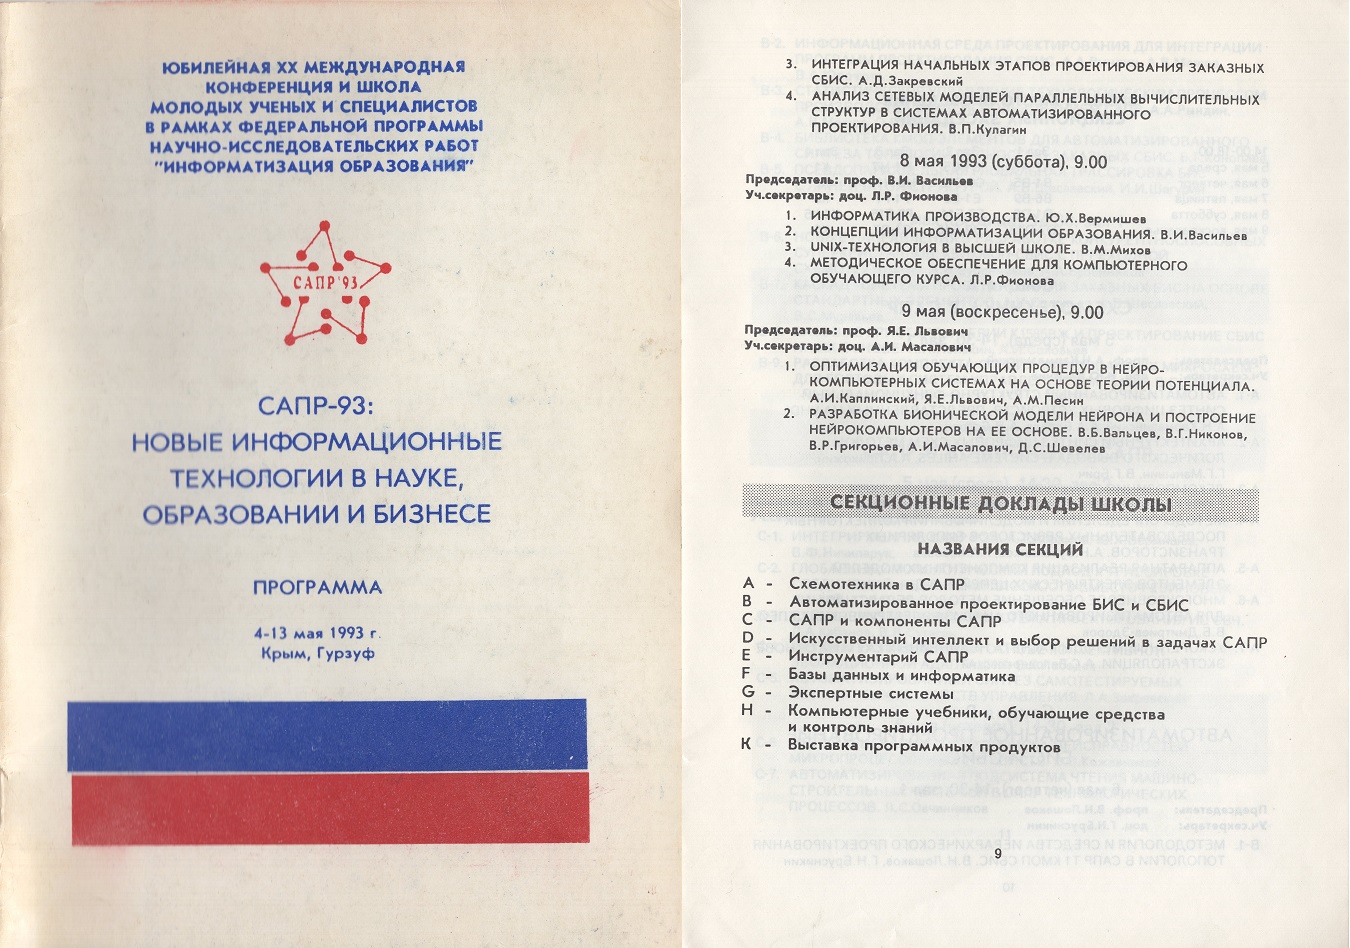 ЮБИЛЕЙНАЯ XX МЕЖДУНАРОДНАЯ
КОНФЕРЕНЦИЯ И ШКОЛА
МОЛОДЫХ УЧЕНЫХ И СПЕЦИАЛИСТОВ
В РАМКАХ ФЕДЕРАЛЬНОЙ ПРОГРАММЫ
НАУЧНО-ИССЛЕДОВАТЕЛЬСКИХ РАБОТ
"ИНФОРМАТИЗАЦИЯ ОБРАЗОВАНИЯ"
САПР'93
САПР-93:
НОВЫЕ ИНФОРМАЦИОННЫЕ
ТЕХНОЛОГИИ В НАУКЕ,
ОБРАЗОВАНИИ И БИЗНЕСЕ
ПРОГРАММА
4-13 мая 1993 г.
Крым, Гурзуф
3. ИНТЕГРАЦИЯ НАЧАЛЬНЫХ ЭТАПОВ ПРОЕКТИРОВАНИЯ ЗАКАЗНЫХ
СБИС. А.Д.Закревский
4. АНАЛИЗ СЕТЕВЫХ МОДЕЛЕЙ ПАРАЛЛЕЛЬНЫХ ВЫЧИСЛИТЕЛЬНЫХ
СТРУКТУР В СИСТЕМАХ АВТОМАТИЗИРОВАННОГО
ПРОЕКТИРОВАНИЯ. В.П.Кулагин
8 мая 1993 (суббота), 9.00
Председатель: проф. В.И. Васильев
Уч.секретарь: доц. Л.Р. Фионова
1. ИНФОРМАТИКА ПРОИЗВОДСТВА. Ю.Х.Вермишев
2. КОНЦЕПЦИИ ИНФОРМАТИЗАЦИИ ОБРАЗОВАНИЯ. В.И.Васильев
3. UNIX-ТЕХНОЛОГИЯ В ВЫСШЕЙ ШКОЛЕ. В.М.Михов
4. МЕТОДИЧЕСКОЕ ОБЕСПЕЧЕНИЕ ДЛЯ КОМПЬЮТЕРНОГО
ОБУЧАЮЩЕГО КУРСА. Л.Р.Фионова
9 мая (воскресенье), 9.00
Председатель: проф. Я.Е. Львович
Уч.секретарь: доц. А.И. Масалович
1. ОПТИМИЗАЦИЯ ОБУЧАЮЩИХ ПРОЦЕДУР В НЕЙРО-
КОМПЬЮТЕРНЫХ СИСТЕМАХ НА ОСНОВЕ ТЕОРИИ ПОТЕНЦИАЛА.
А.И.Каплинский, Я.Е.Львович, А.М.Песин
2. РАЗРАБОТКА БИОНИЧЕСКОЙ МОДЕЛИ НЕЙРОНА И ПОСТРОЕНИЕ
НЕЙРОКОМПЬЮТЕРОВ НА ЕЕ ОСНОВЕ. В.Б.Вальцев, В.Г.Никонов,
В.Р.Григорьев, А.И.Масалович, Д.С.Шевелев
СЕКЦИОННЫЕ ДОКЛАДЫ ШКОЛЫ
НАЗВАНИЯ СЕКЦИЙ
A - Схемотехника в САПР
B - Автоматизированное проектирование БИС и СБИС
C - САПР и компоненты САПР
D - Искусственный интеллект и выбор решений в задачах САПР
E - Инструментарий САПР
F - Базы данных и информатика
G - Экспертные системы
H - Компьютерные учебники, обучающие средства
и контроль знаний
K - Выставка программных продуктов
9